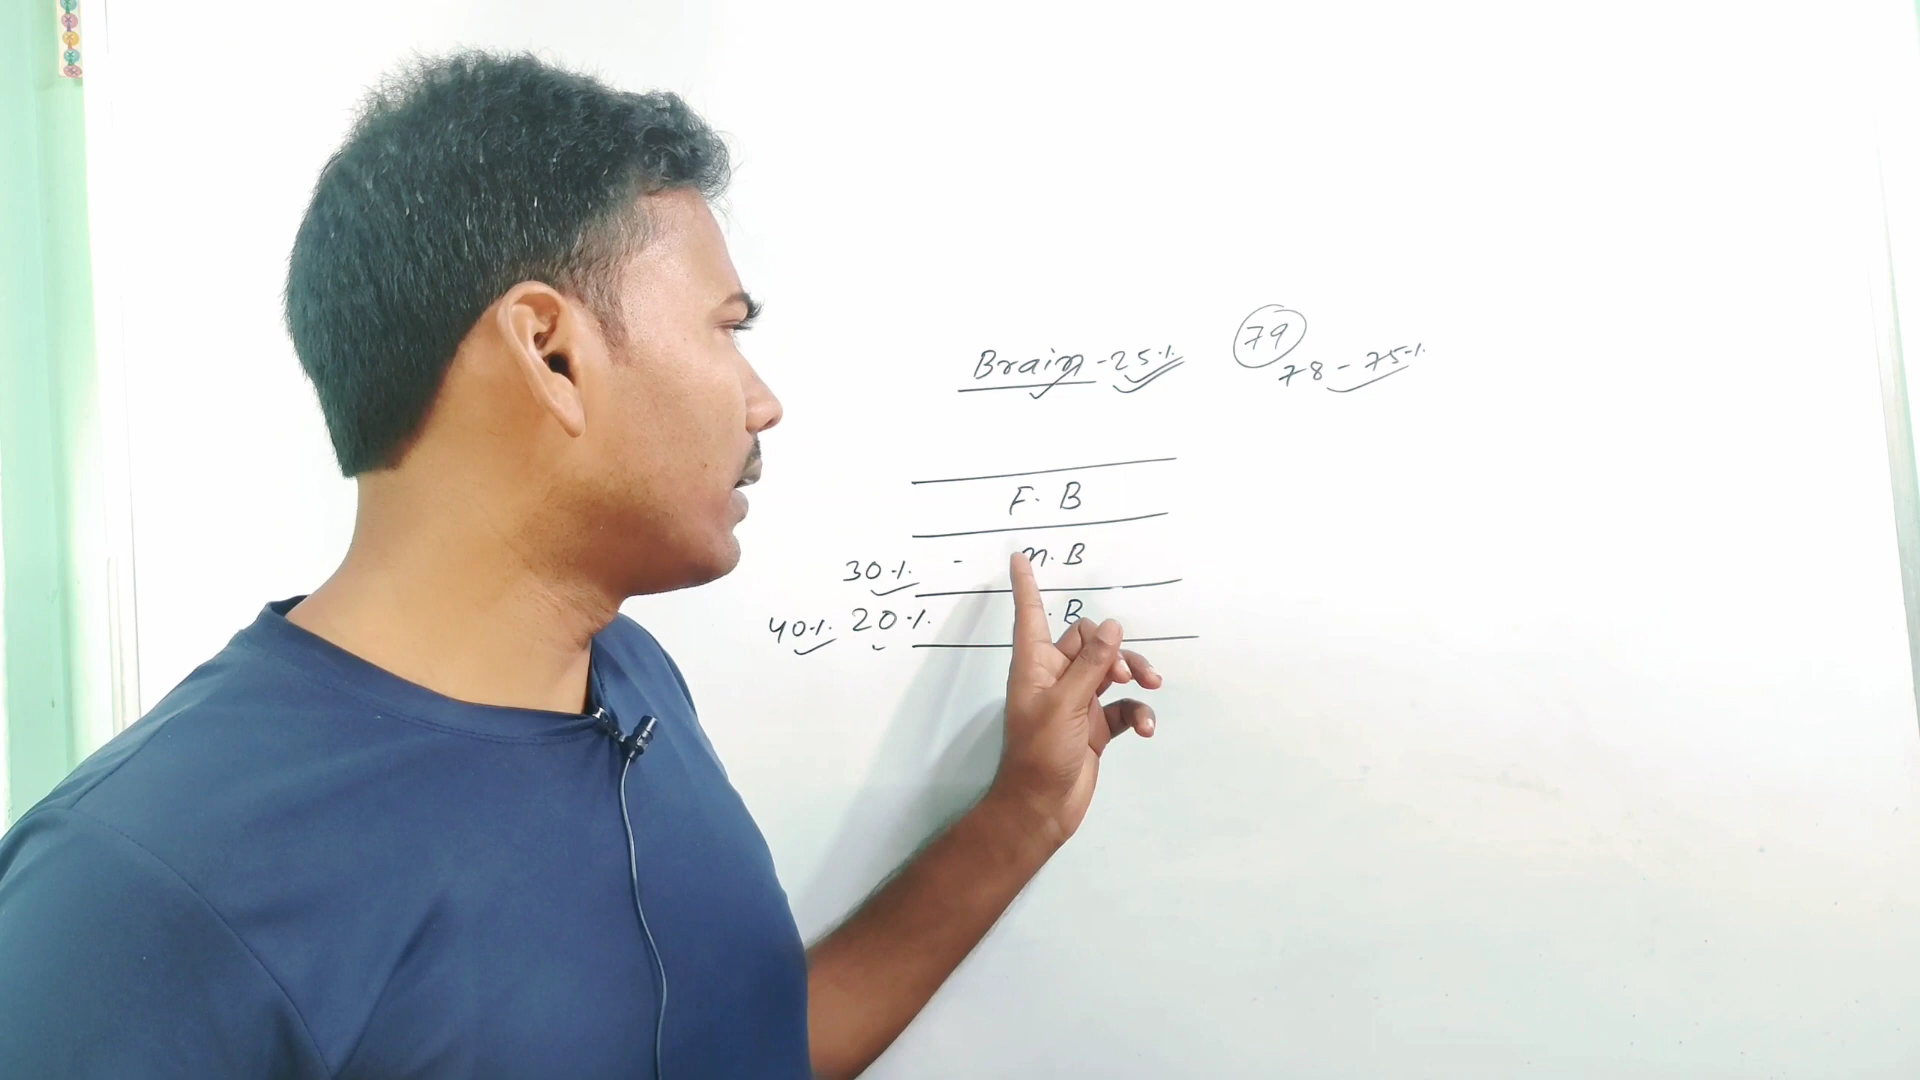 Brain - 25%
79
78 - 75%
F. B
30% - M. B
40% 20% . B